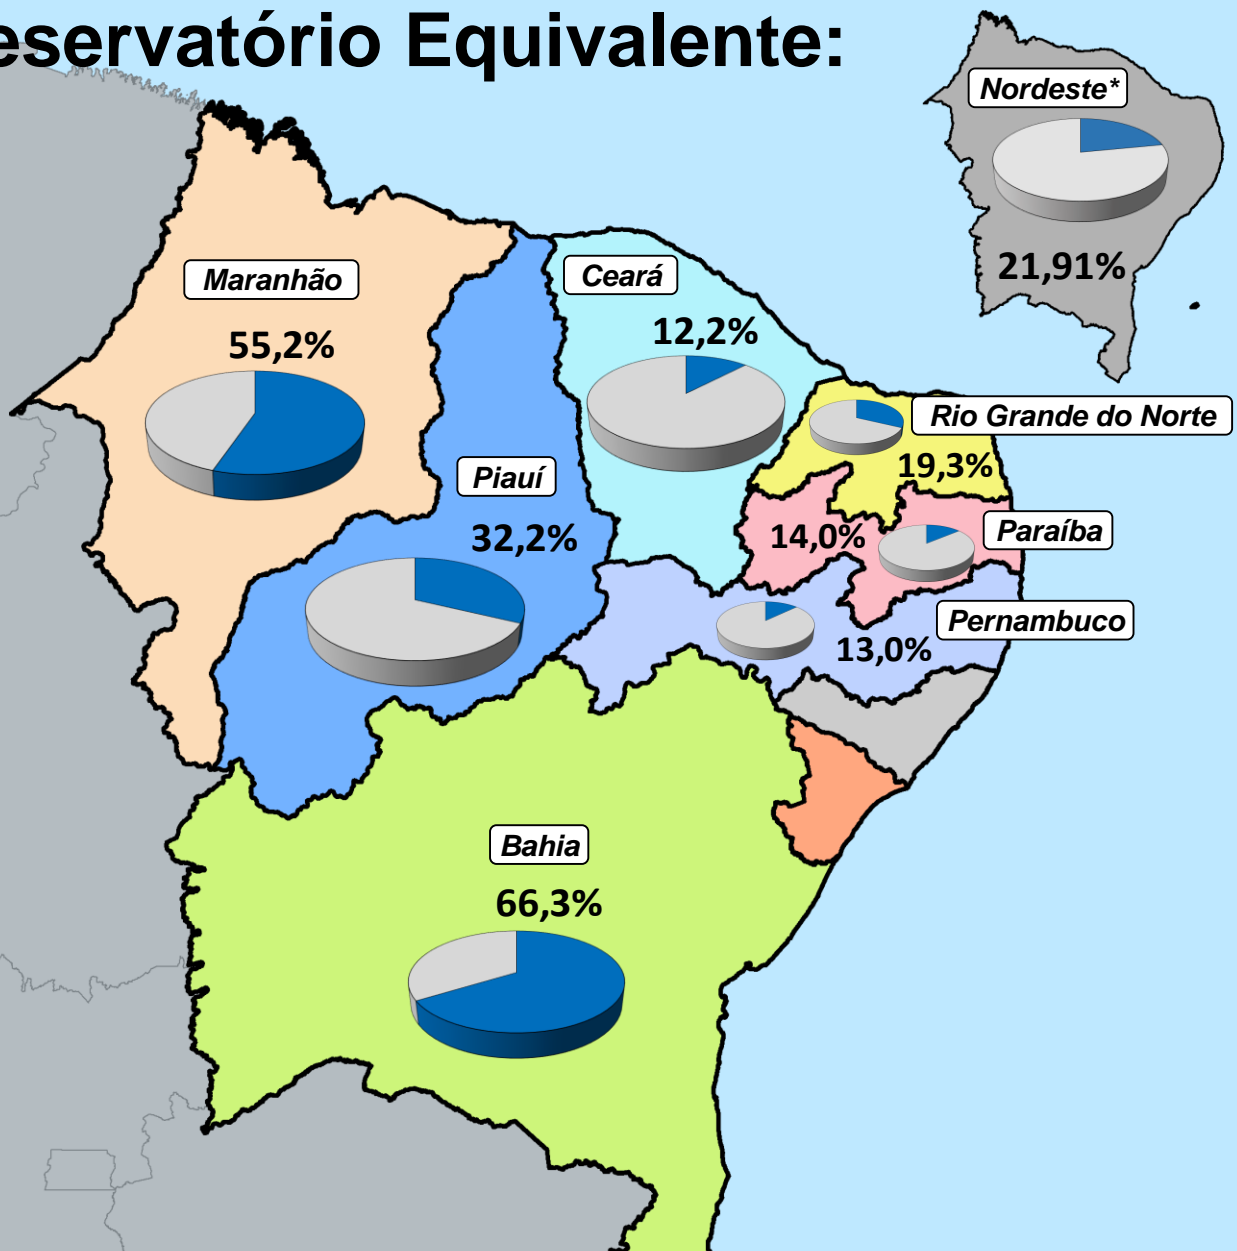 eservatório Equivalente:
Nordeste*
21,91%
Maranhão
55,2%
Ceará
12,2%
Rio Grande do Norte
19,3%
Piauí
32,2%
Paraíba
14,0%
Pernambuco
13,0%
Bahia
66,3%